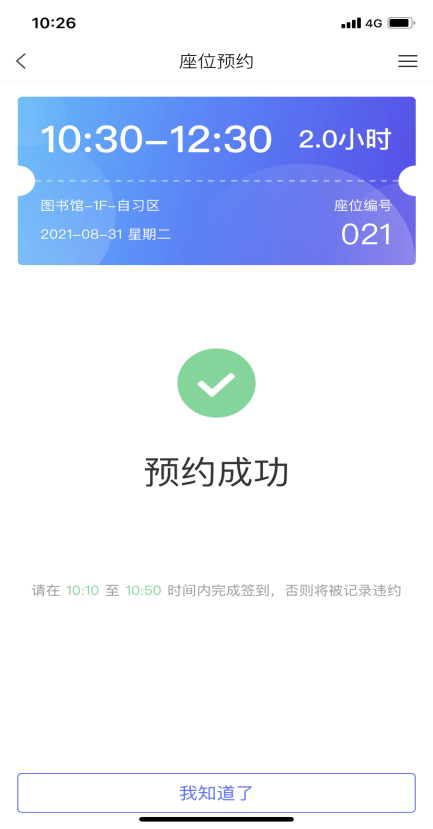 10:26
4G
座位预约
10:30-12:30
2.0小时
图书馆-1F-自习区
座位编号
2021-08-31 星期二
021
预约成功
请在 10:10 至 10:50 时间内完成签到，否则将被记录违约
我知道了